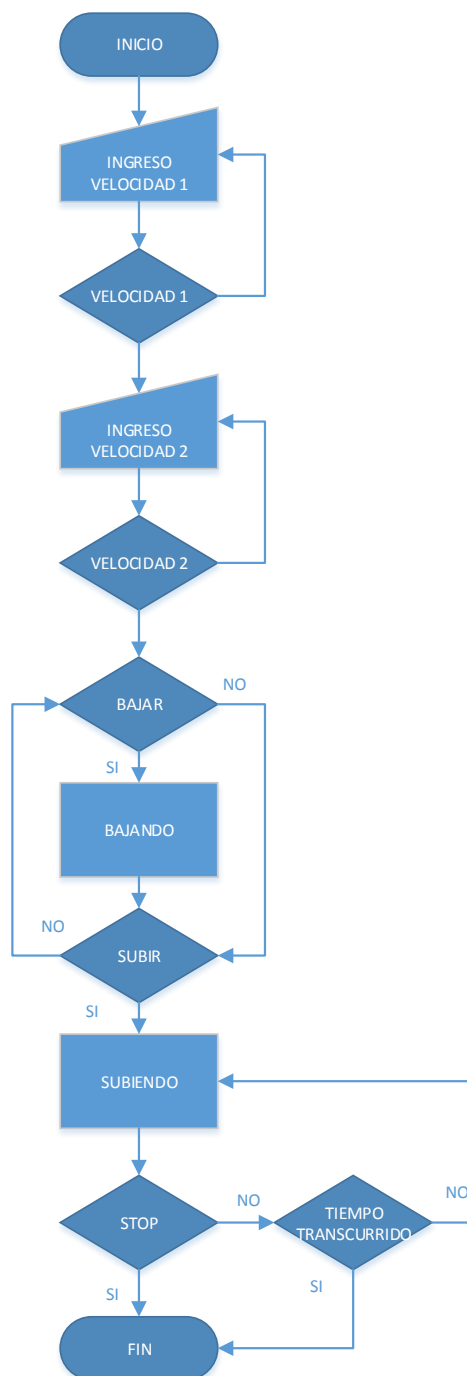 INICIO
INGRESO
VELOCIDAD 1
VELOCIDAD 1
INGRESO
VELOCIDAD 2
VELOCIDAD 2
NO
BAJAR
SI
BAJANDO
NO
SUBIR
SI
SUBIENDO
NO
NO
STOP
TIEMPO
TRANSCURRIDO
SI
SI
FIN